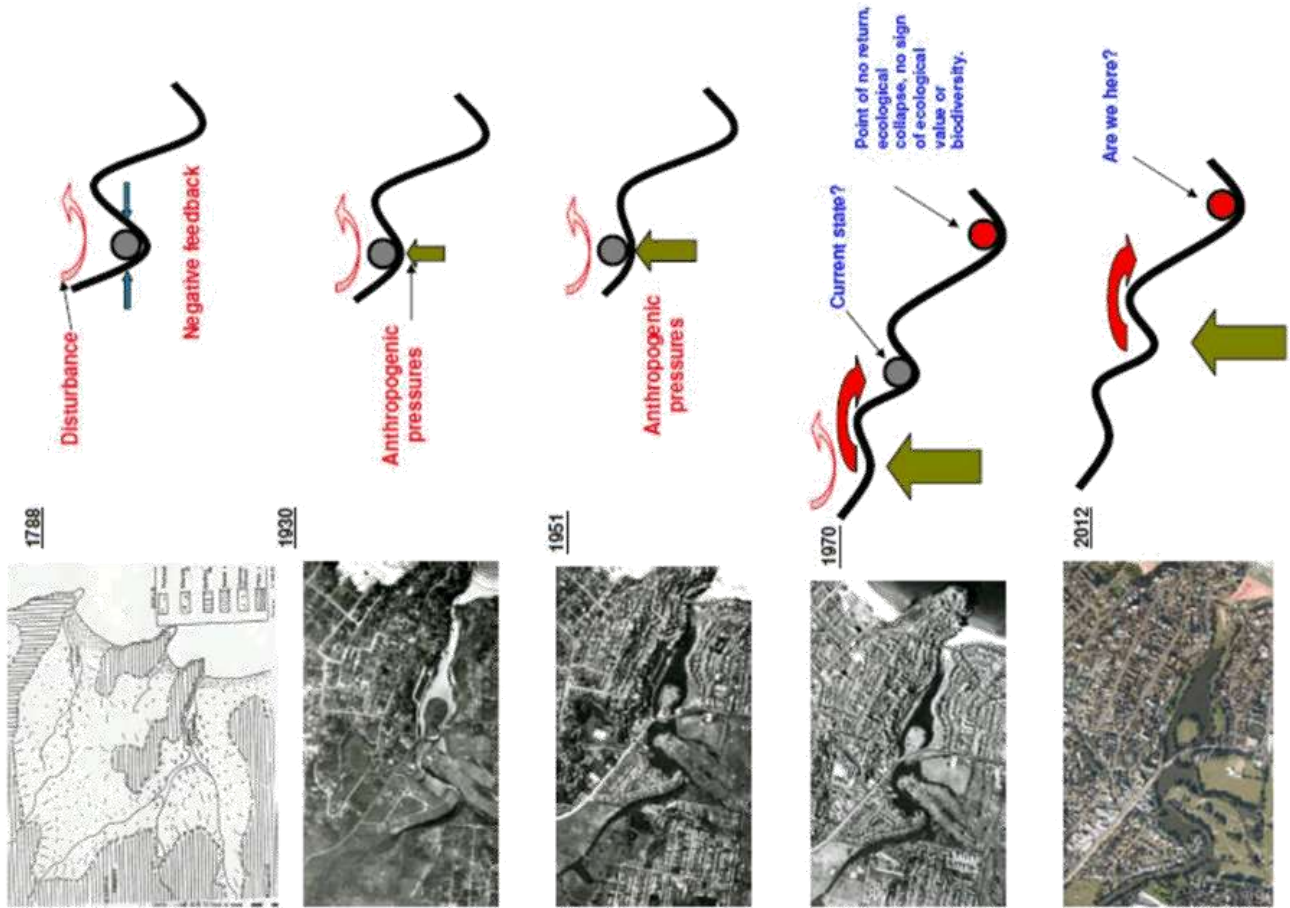 1788
Disturbance
Negative feedback
1930
Anthropogenic
pressures
1951
Anthropogenic
pressures
1970
Current state?
Point of no return,
ecological
collapse, no sign
of ecological
value or
biodiversity.
2012
Are we here?